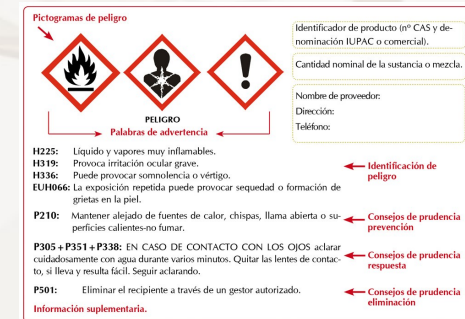 Pictogramas de peligro
Identificador de producto (nº CAS y de-
nominación IUPAC o comercial).
Cantidad nominal de la sustancia o mezcla.
Nombre de proveedor:
Dirección:
Teléfono:
PELIGRO
Palabras de advertencia
H225: Líquido y vapores muy inflamables.
H319: Provoca irritación ocular grave.
H336: Puede provocar somnolencia o vértigo.
EUH066: La exposición repetida puede provocar sequedad o formación de
grietas en la piel.
Identificación de
peligro
P210: Mantener alejado de fuentes de calor, chispas, llama abierta o su-
perficies calientes-no fumar.
Consejos de prudencia
prevención
P305+P351+P338: EN CASO DE CONTACTO CON LOS OJOS aclarar
cuidadosamente con agua durante varios minutos. Quitar las lentes de contac-
to, si lleva y resulta fácil. Seguir aclarando.
Consejos de prudencia
respuesta
P501: Eliminar el recipiente a través de un gestor autorizado.
Consejos de prudencia
eliminación
Información suplementaria.